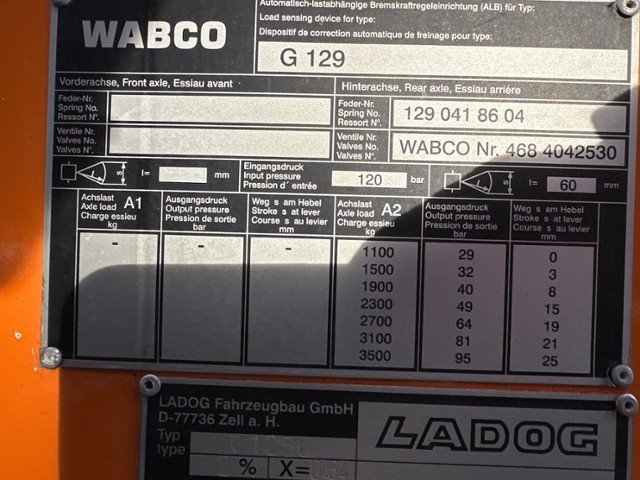 Automatisch-lastabhängige Bremskraftregeleinrichtung (ALB) für Typ:
Load sensing device for type:
Dispositif de correction automatique de freinage pour type:
WABCO
G 129
Vorderachse, Front axle, Essiau avant
Hinterachse, Rear axle, Essieu arriére
Feder-Nr.
Spring No.
Ressort N°.
Feder-Nr.
Spring No.
Ressort N°.
129 041 86 04
Ventile Nr.
Valves No.
Valves N°.
Ventile Nr.
Valves No.
Valves N°.
WABCO Nr. 468 4042530
S l= mm
Eingangsdruck
Input pressure
Pression d´ entrée
120 bar
S l= 60 mm
Achslast A1
Axle load
Charge essieu
kg
Ausgangsdruck
Output pressure
Pression de sortie
bar
Weg s am Hebel
Stroke s at lever
Course s au levier
mm
Achslast A2
Axle load
Charge essieu
kg
Ausgangsdruck
Output pressure
Pression de sortie
bar
Weg s am Hebel
Stroke s at lever
Course s au levier
mm
- - - 
1100 29 0
1500 32 3
1900 40 8
2300 49 15
2700 64 19
3100 81 21
3500 95 25
LADOG Fahrzeugbau GmbH
D-77736 Zell a. H.
LADOG
Typ
type
% X=